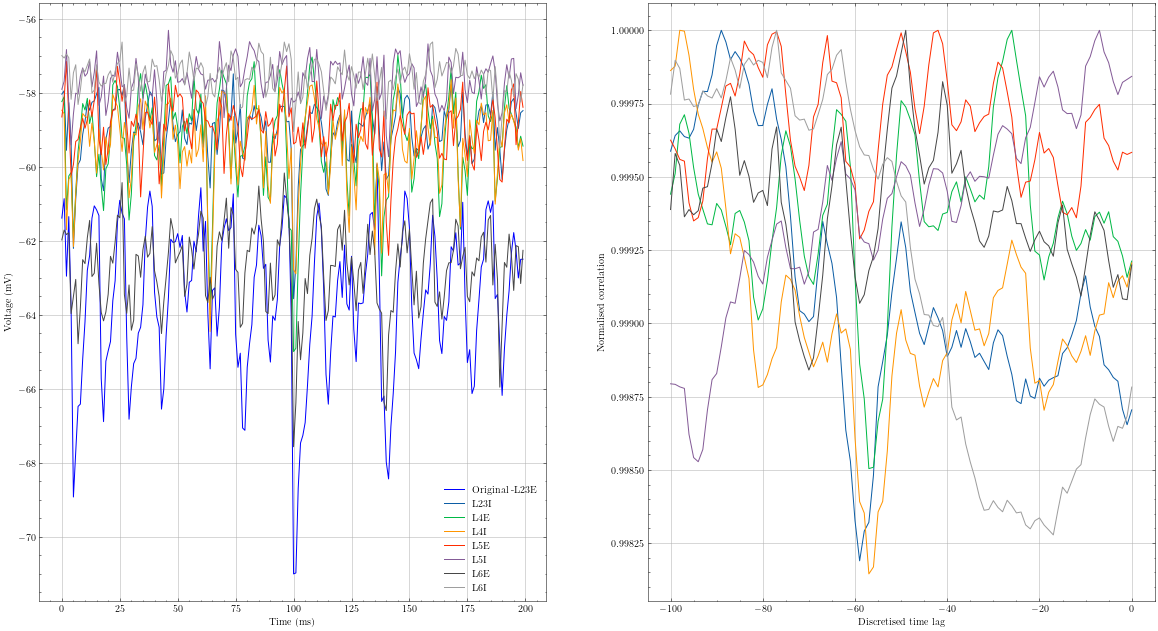 −56
−58
−60
−62
−64
−66
−68
−70
Voltage (mV)
0
25
50
75
100
125
150
175
200
Time (ms)
Original -L23E
L23I
L4E
L4I
L5E
L5I
L6E
L6I
1.00000
0.99975
0.99950
0.99925
0.99900
0.99875
0.99850
0.99825
Normalised correlation
−100
−80
−60
−40
−20
0
Discretised time lag